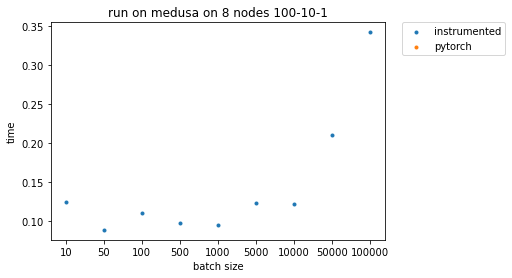 run on medusa on 8 nodes 100-10-1
0.35
0.30
0.25
0.20
0.15
0.10
time
10 50 100 500 1000 5000 10000 50000 100000
batch size
instrumented
pytorch